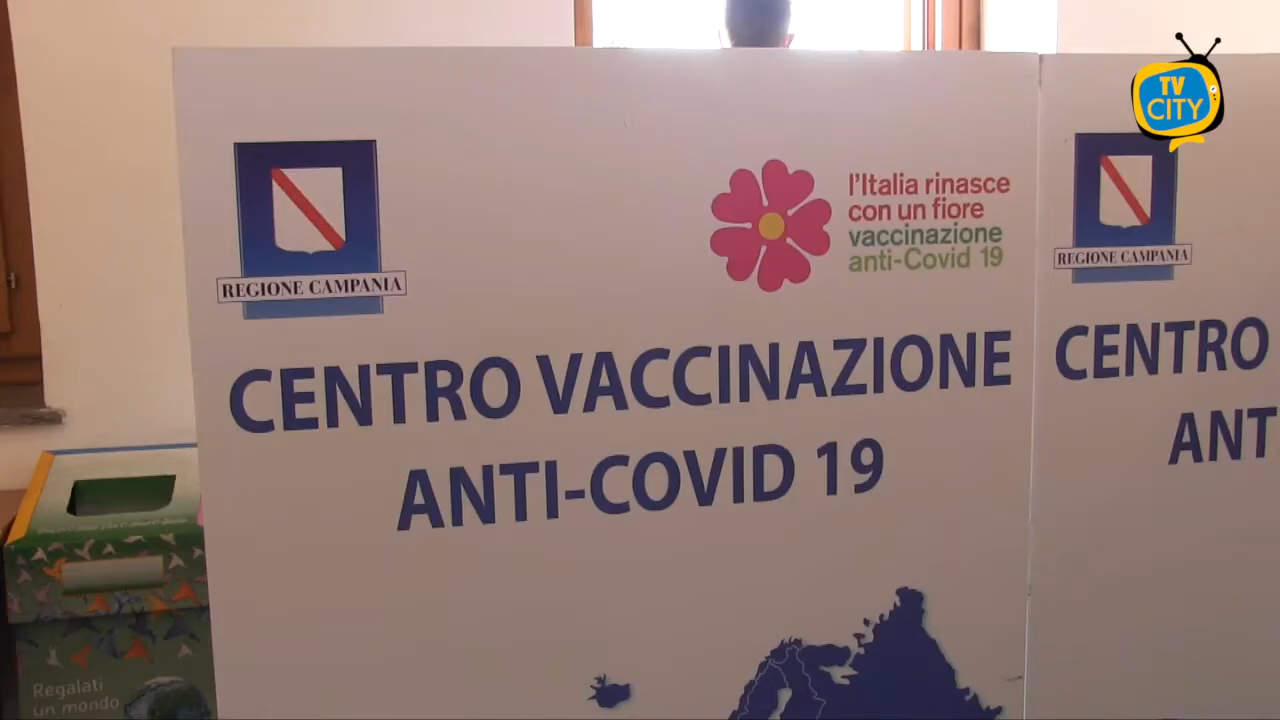 TV
CITY
l'Italia rinasce
con un fiore
vaccinazione
anti-Covid 19
REGIONE CAMPANIA
CENTRO VACCINAZIONE
ANTI-COVID 19
REGIONE CAMPANIA
CENTRO
ANT
Regalati
un mondo